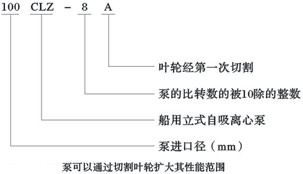 100 CLZ - 8 A
叶轮经第一次切割
泵的比转数的被10除的整数
船用立式自吸离心泵
泵进口径（mm）
泵可以通过切割叶轮扩大其性能范围